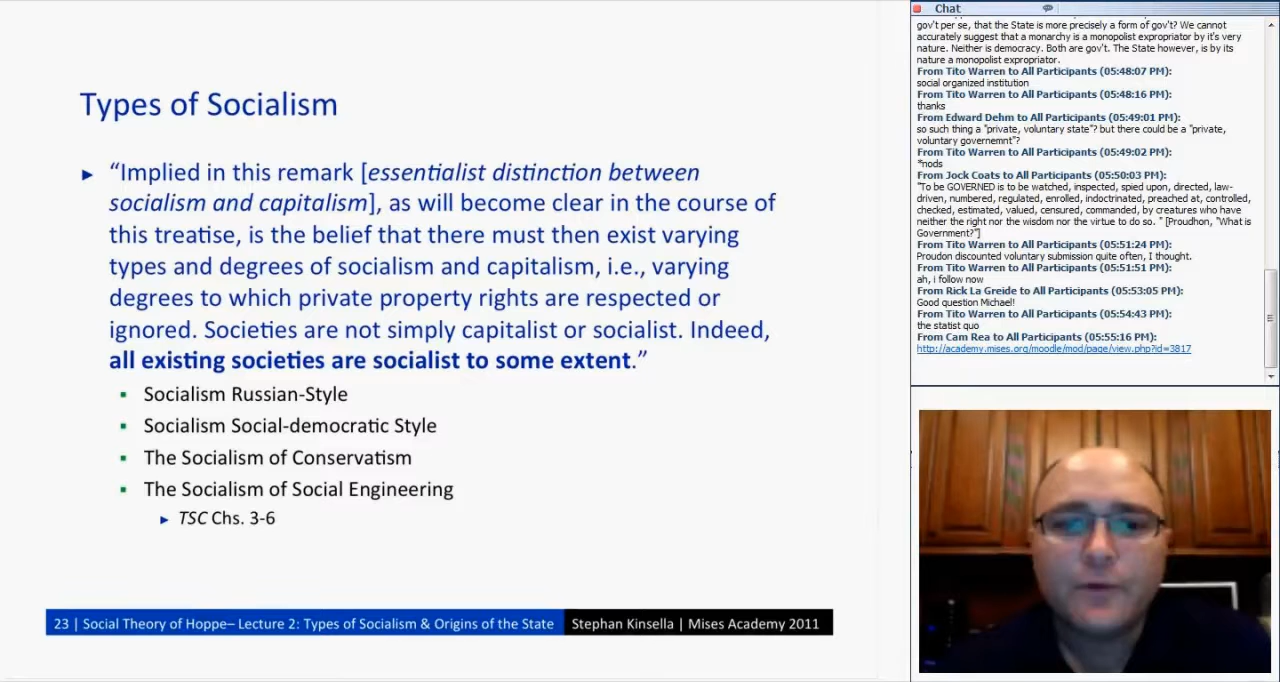 Types of Socialism
► “Implied in this remark [essentialist distinction between
socialism and capitalism], as will become clear in the course of
this treatise, is the belief that there must then exist varying
types and degrees of socialism and capitalism, i.e., varying
degrees to which private property rights are respected or
ignored. Societies are not simply capitalist or socialist. Indeed,
all existing societies are socialist to some extent.”
▪ Socialism Russian-Style
▪ Socialism Social-democratic Style
▪ The Socialism of Conservatism
▪ The Socialism of Social Engineering
► TSC Chs. 3-6
23 | Social Theory of Hoppe– Lecture 2: Types of Socialism & Origins of the State
Stephan Kinsella | Mises Academy 2011
Chat
gov't per se, that the State is more precisely a form of gov't? We cannot
accurately suggest that a monarchy is a monopolist expropriator by it's very
nature. Neither is democracy. Both are gov't. The State however, is by its
nature a monopolist expropriator.
From Tito Warren to All Participants (05:48:07 PM):
social organized institution
From Tito Warren to All Participants (05:48:16 PM):
thanks
From Edward Dehm to All Participants (05:49:01 PM):
so such thing a "private, voluntary state"? but there could be a "private,
voluntary governemnt"?
From Tito Warren to All Participants (05:49:02 PM):
*nods
From Jock Coats to All Participants (05:50:03 PM):
"To be GOVERNED is to be watched, inspected, spied upon, directed, law-
driven, numbered, regulated, enrolled, indoctrinated, preached at, controlled,
checked, estimated, valued, censured, commanded, by creatures who have
neither the right nor the wisdom nor the virtue to do so. " [Proudhon, "What is
Government?"]
From Tito Warren to All Participants (05:51:24 PM):
Proudon discounted voluntary submission quite often, I thought.
From Tito Warren to All Participants (05:51:51 PM):
ah, i follow now
From Rick La Greide to All Participants (05:53:05 PM):
Good question Michael!
From Tito Warren to All Participants (05:54:43 PM):
the statist quo
From Cam Rea to All Participants (05:55:16 PM):
http://academy.mises.org/moodle/mod/page/view.php?id=3817